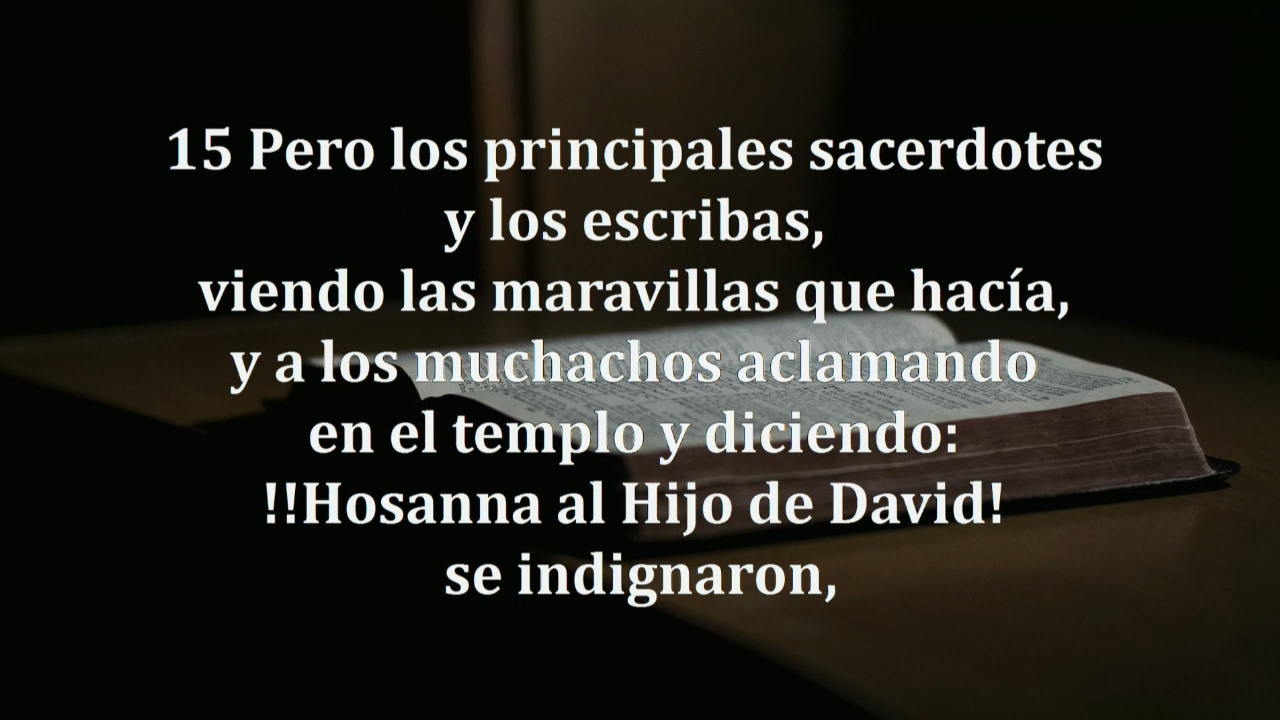 15 Pero los principales sacerdotes
y los escribas,
viendo las maravillas que hacía,
y a los muchachos aclamando
en el templo y diciendo:
!!Hosanna al Hijo de David!
se indignaron,